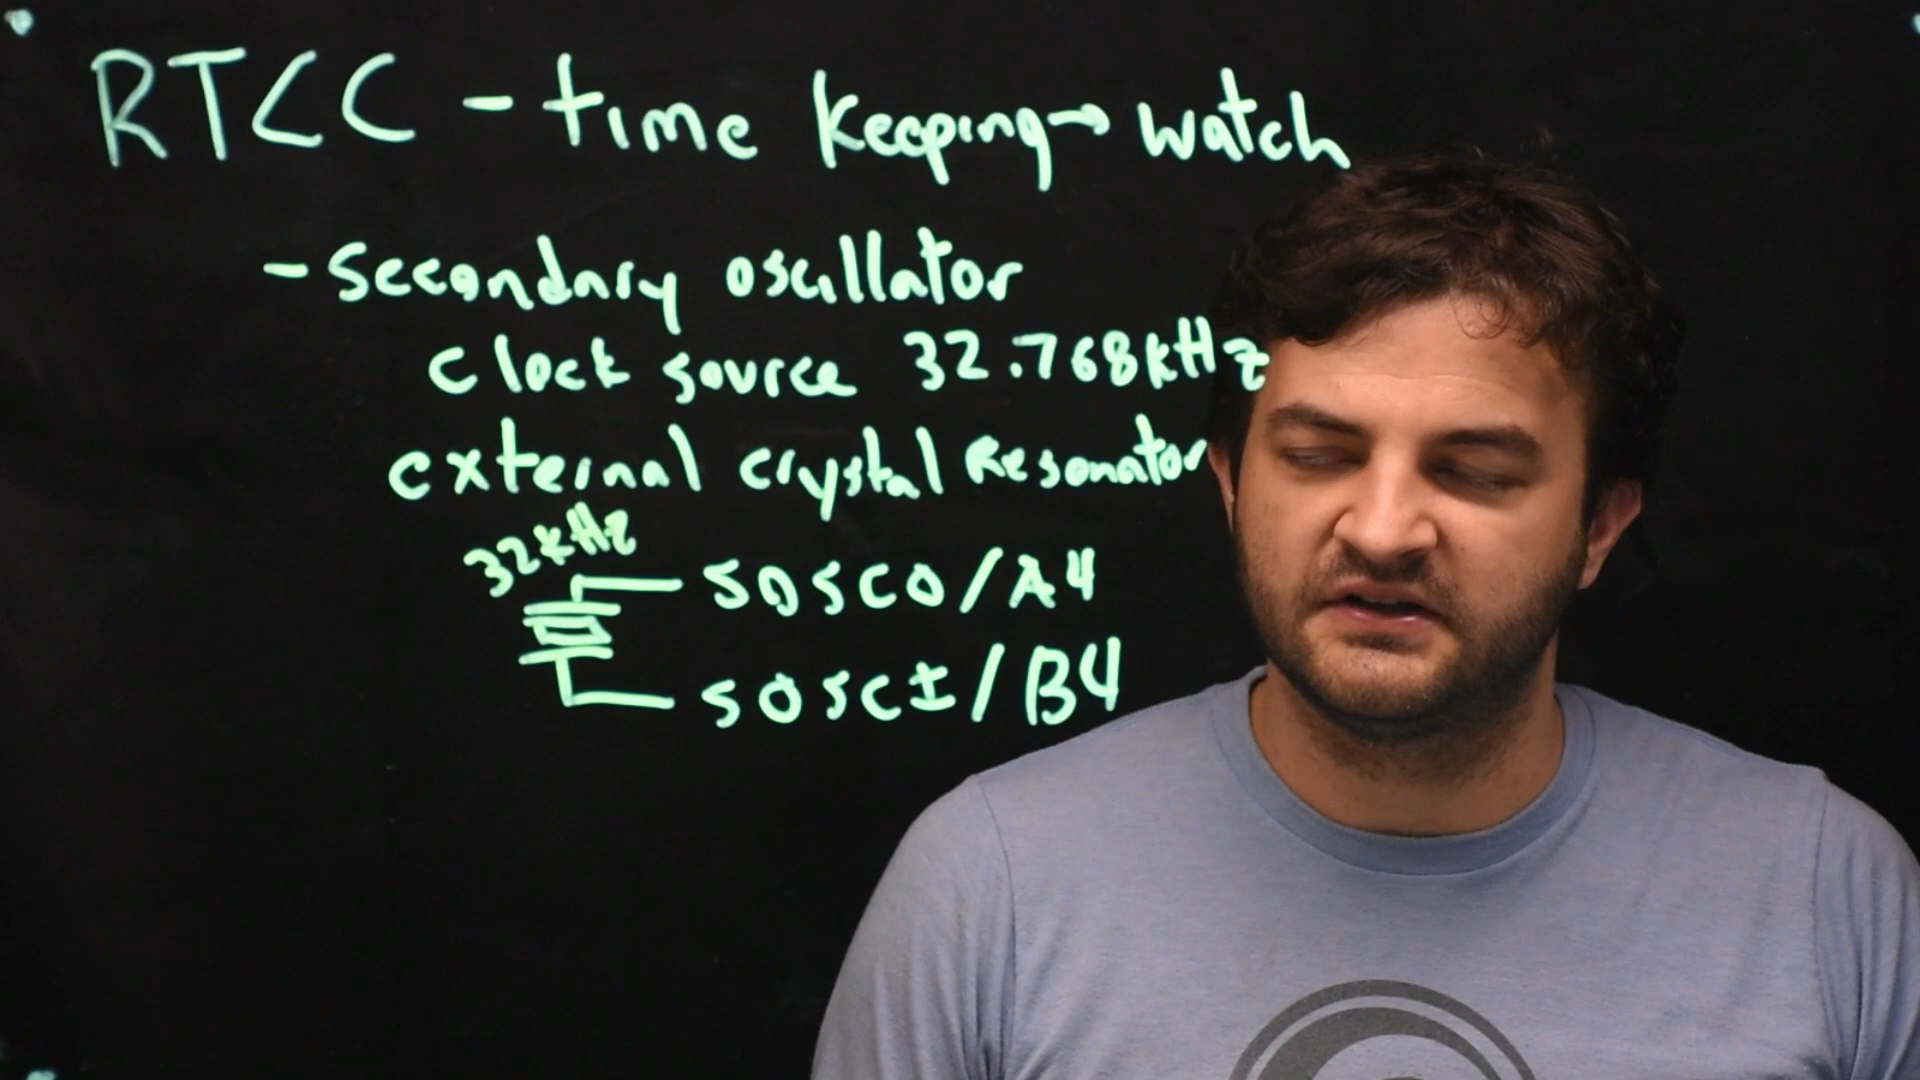 RTCC - time keeping → watch
- secondary oscillator
clock source 32.768kHz
external crystal Resonator
32kHz
SOSCO/A4
SOSCI/B4